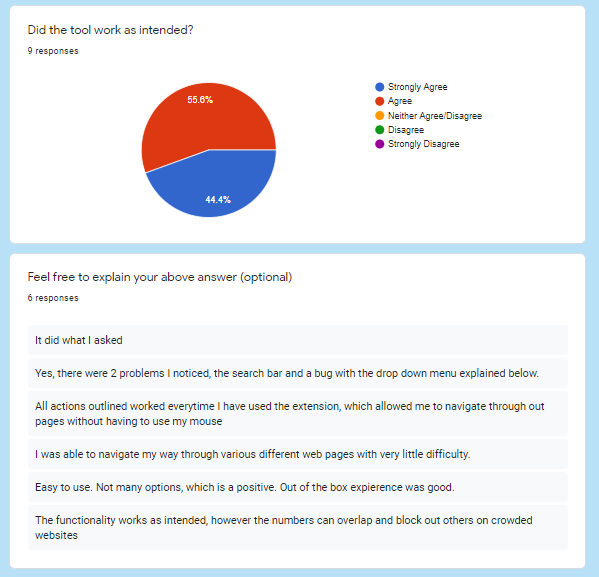 Did the tool work as intended?
9 responses
55.6%
44.4%
Strongly Agree
Agree
Neither Agree/Disagree
Disagree
Strongly Disagree
Feel free to explain your above answer (optional)
6 responses
It did what I asked
Yes, there were 2 problems I noticed, the search bar and a bug with the drop down menu explained below.
All actions outlined worked everytime I have used the extension, which allowed me to navigate through out
pages without having to use my mouse
I was able to navigate my way through various different web pages with very little difficulty.
Easy to use. Not many options, which is a positive. Out of the box expierence was good.
The functionality works as intended, however the numbers can overlap and block out others on crowded
websites